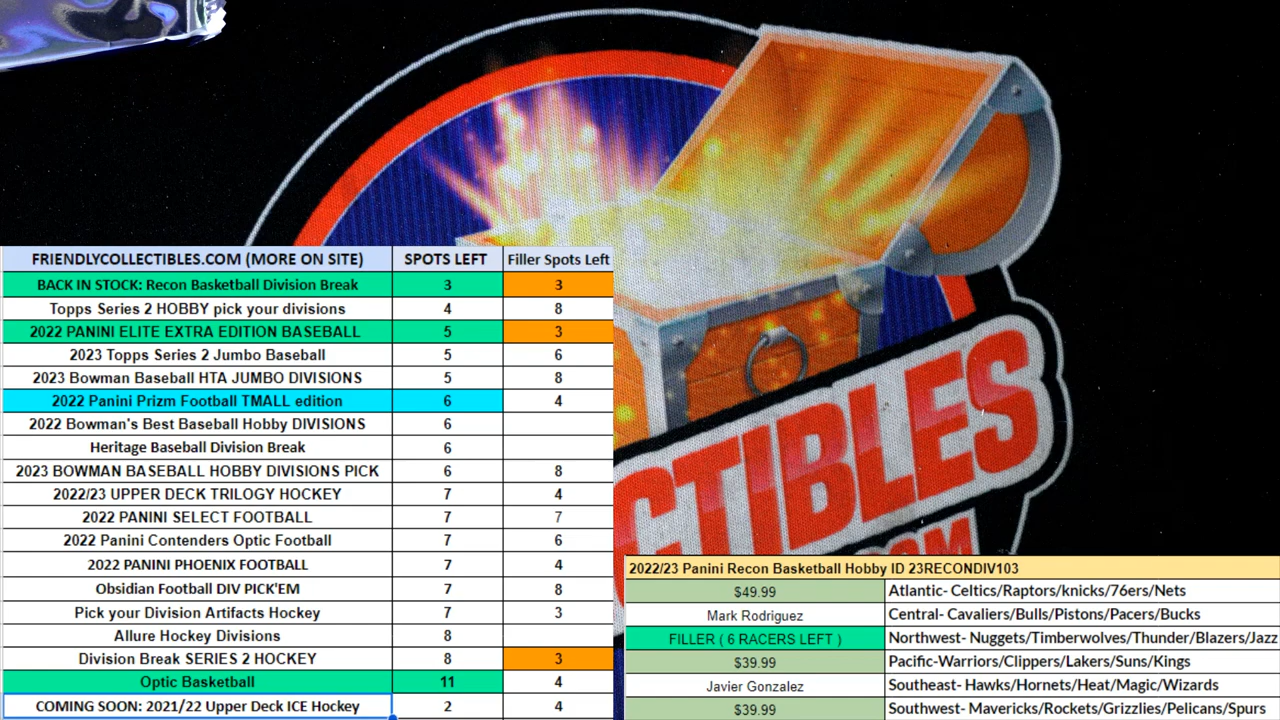 FRIENDLYCOLLECTIBLES.COM (MORE ON SITE) SPOTS LEFT Filler Spots Left
BACK IN STOCK: Recon Basketball Division Break 3 3
Topps Series 2 HOBBY pick your divisions 4 8
2022 PANINI ELITE EXTRA EDITION BASEBALL 5 3
2023 Topps Series 2 Jumbo Baseball 5 6
2023 Bowman Baseball HTA JUMBO DIVISIONS 5 8
2022 Panini Prizm Football TMALL edition 6 4
2022 Bowman's Best Baseball Hobby DIVISIONS 6
Heritage Baseball Division Break 6
2023 BOWMAN BASEBALL HOBBY DIVISIONS PICK 6 8
2022/23 UPPER DECK TRILOGY HOCKEY 7 4
2022 PANINI SELECT FOOTBALL 7 7
2022 Panini Contenders Optic Football 7 6
2022 PANINI PHOENIX FOOTBALL 7 4
Obsidian Football DIV PICK'EM 7 8
Pick your Division Artifacts Hockey 7 3
Allure Hockey Divisions 8
Division Break SERIES 2 HOCKEY 8 3
Optic Basketball 11 4
COMING SOON: 2021/22 Upper Deck ICE Hockey 2 4
CTIBLES
.COM
2022/23 Panini Recon Basketball Hobby ID 23RECONDIV103
$49.99 Atlantic- Celtics/Raptors/knicks/76ers/Nets
Mark Rodriguez Central- Cavaliers/Bulls/Pistons/Pacers/Bucks
FILLER ( 6 RACERS LEFT ) Northwest- Nuggets/Timberwolves/Thunder/Blazers/Jazz
$39.99 Pacific-Warriors/Clippers/Lakers/Suns/Kings
Javier Gonzalez Southeast- Hawks/Hornets/Heat/Magic/Wizards
$39.99 Southwest- Mavericks/Rockets/Grizzlies/Pelicans/Spurs